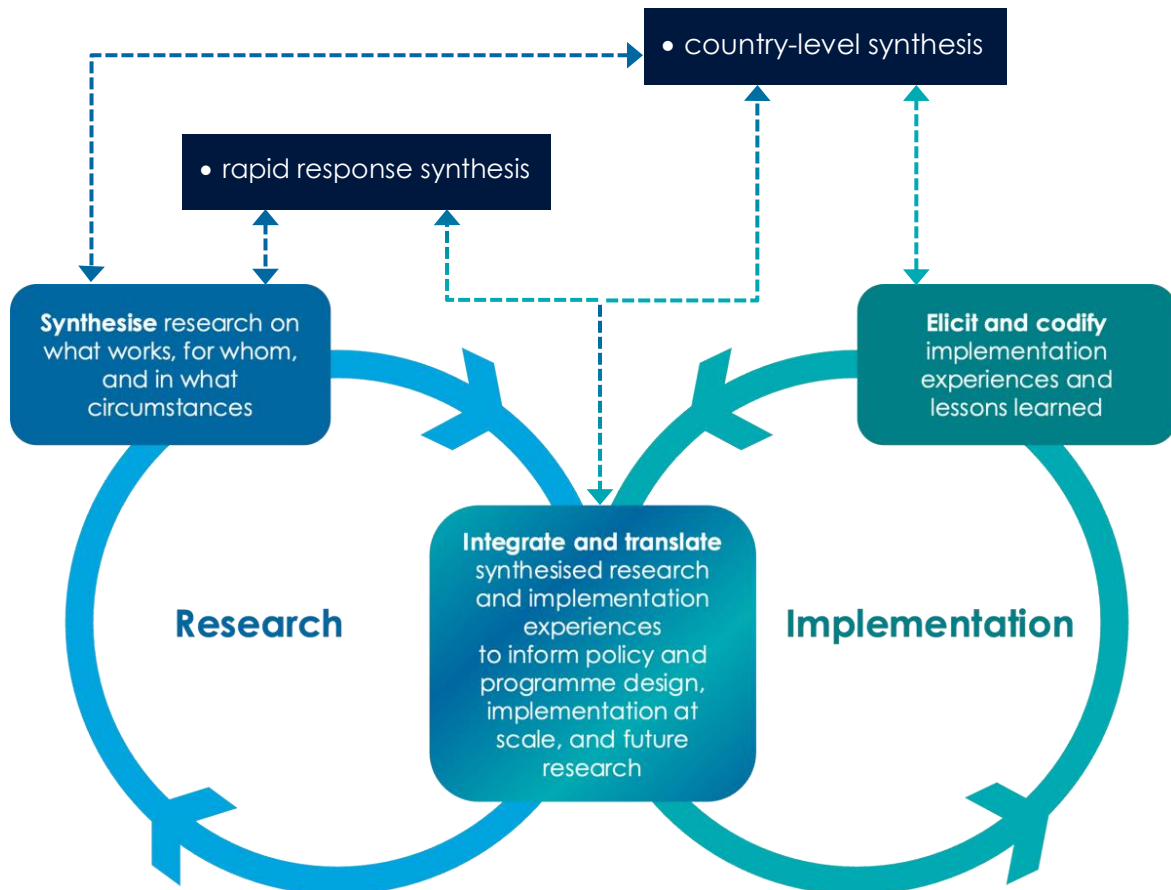 • country-level synthesis
• rapid response synthesis
Synthesise research on
what works, for whom,
and in what
circumstances
Elicit and codify
implementation
experiences and
lessons learned
Integrate and translate
synthesised research
and implementation
experiences
to inform policy and
programme design,
implementation at
scale, and future
research
Research
Implementation